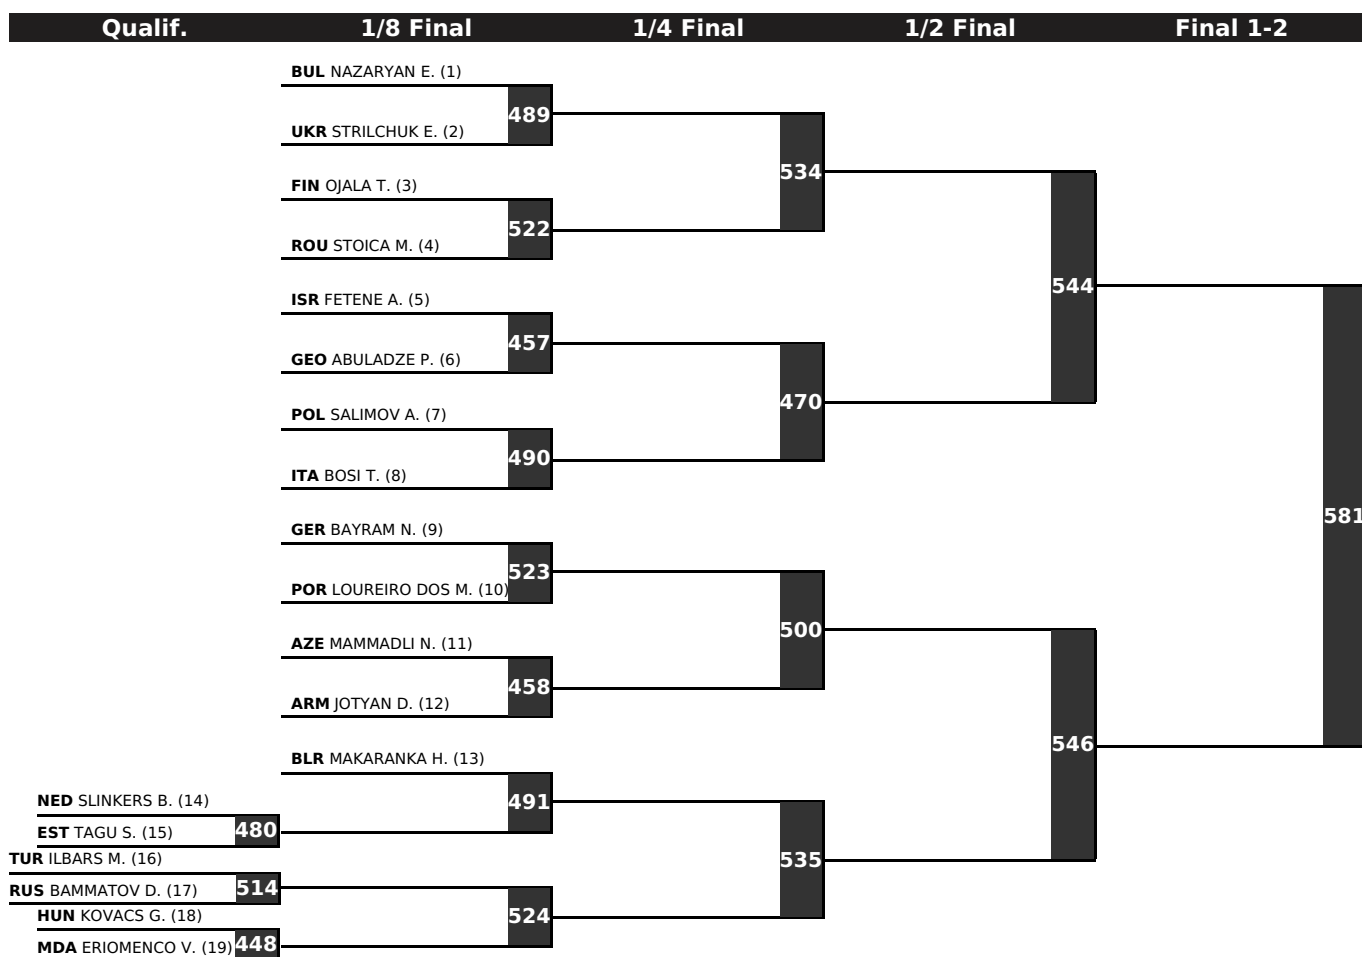 Qualif. 1/8 Final 1/4 Final 1/2 Final Final 1-2
BUL NAZARYAN E. (1)
489
UKR STRILCHUK E. (2)
534
FIN OJALA T. (3)
522
ROU STOICA M. (4)
544
ISR FETENE A. (5)
457
GEO ABULADZE P. (6)
470
POL SALIMOV A. (7)
490
ITA BOSI T. (8)
581
GER BAYRAM N. (9)
523
POR LOUREIRO DOS M. (10)
500
AZE MAMMADLI N. (11)
458
ARM JOTYAN D. (12)
546
BLR MAKARANKA H. (13)
491
NED SLINKERS B. (14)
480
EST TAGU S. (15)
535
TUR ILBARS M. (16)
514
RUS BAMMATOV D. (17)
524
HUN KOVACS G. (18)
448
MDA ERIOMENCO V. (19)